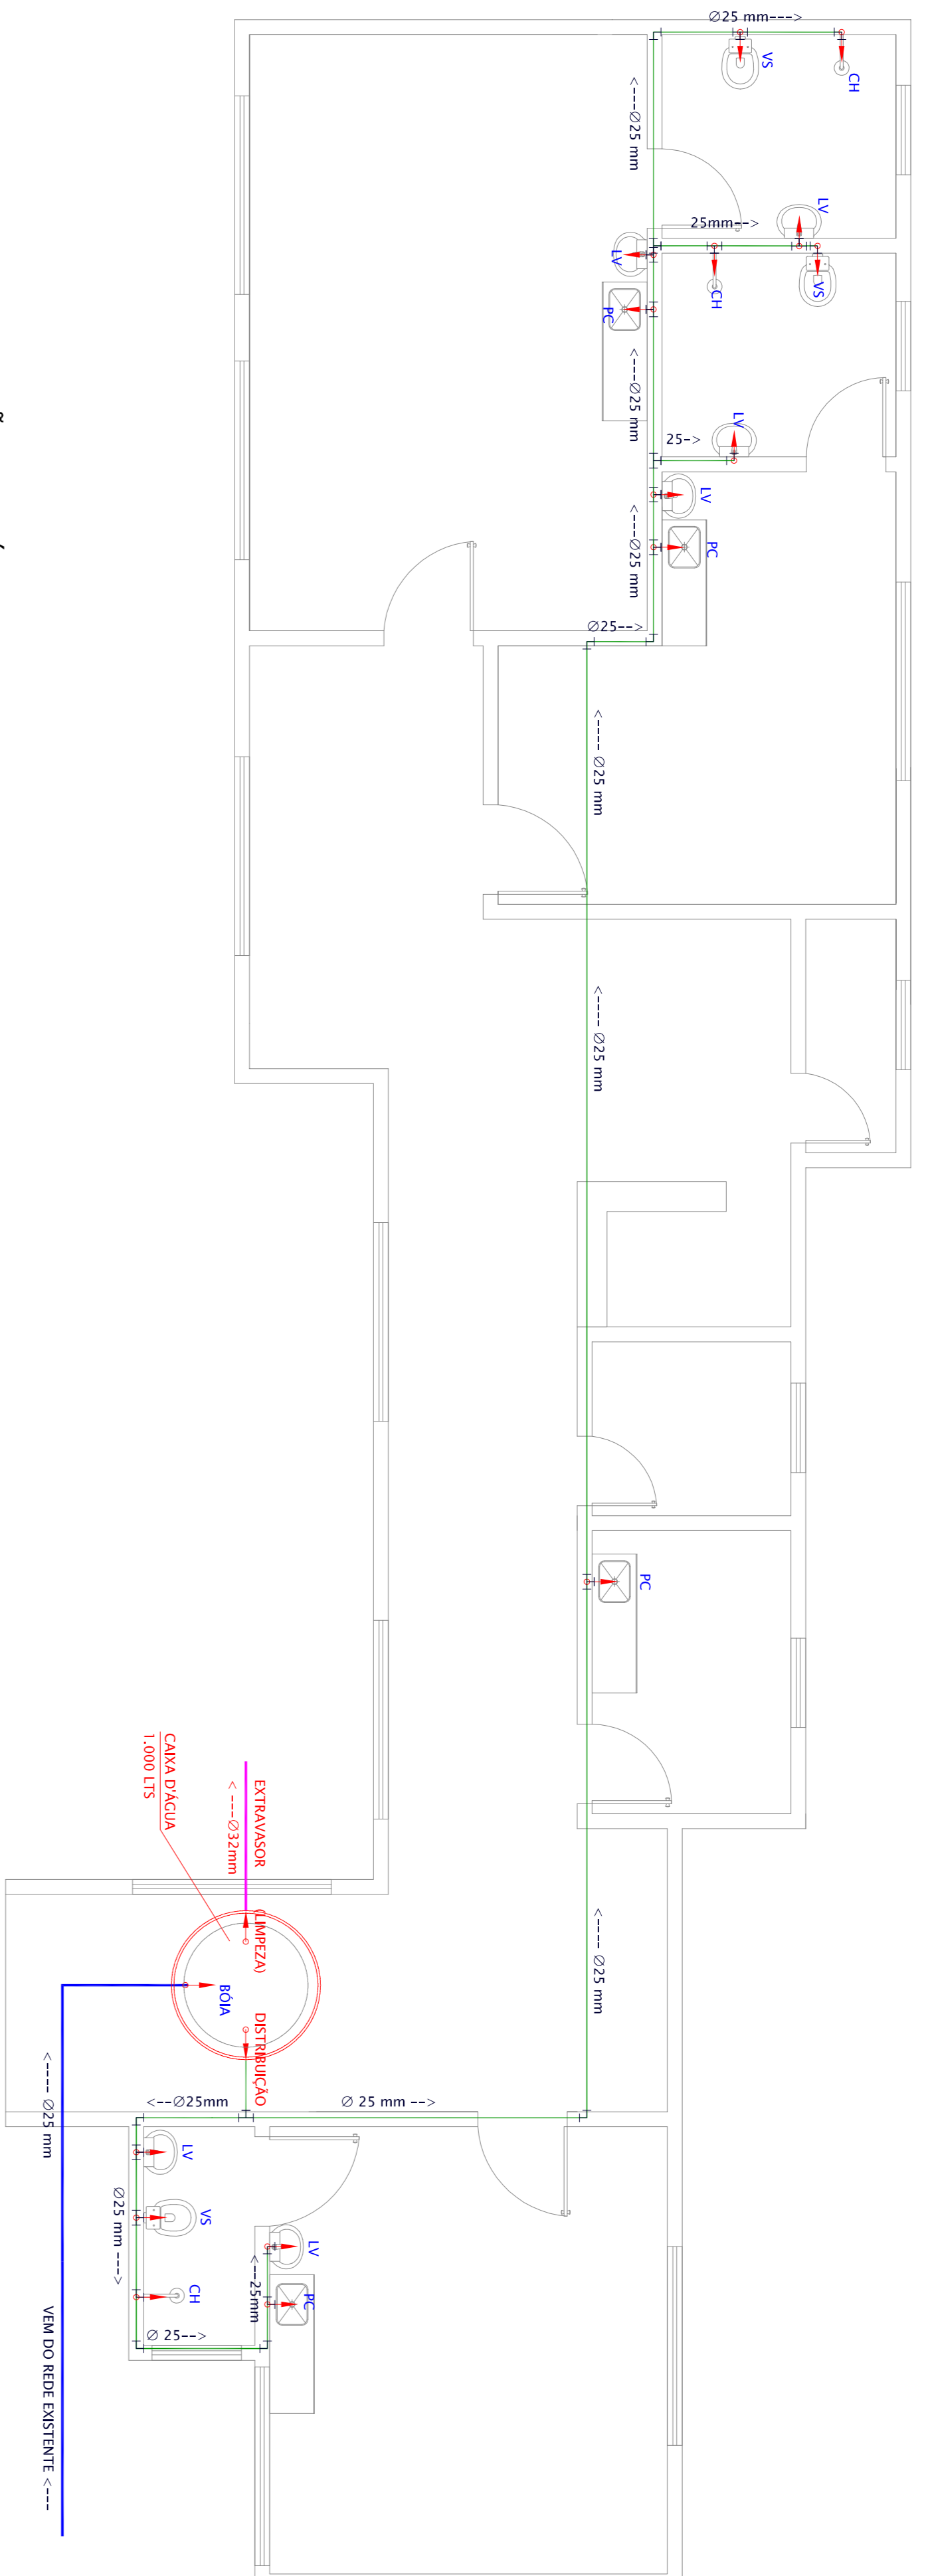 Ø25 mm--->
VS
CH
<---Ø25 mm
LV
25mm-->
LV
CH
VS
PC
<----Ø25 mm
LV
25->
LV
PC
<----Ø25 mm
Ø25-->
<---- Ø25 mm
<---- Ø25 mm
PC
CAIXA D'ÁGUA
1.000 LTS
EXTRAVASOR
< ---Ø32mm
(LIMPEZA)
BÓIA
DISTRIBUIÇÃO
<---- Ø25 mm
<--Ø25mm
Ø 25 mm -->
<---- Ø25 mm
LV
VS
CH
Ø25 mm ---->
LV
PC
<--25mm
Ø 25-->
VEM DO REDE EXISTENTE <----